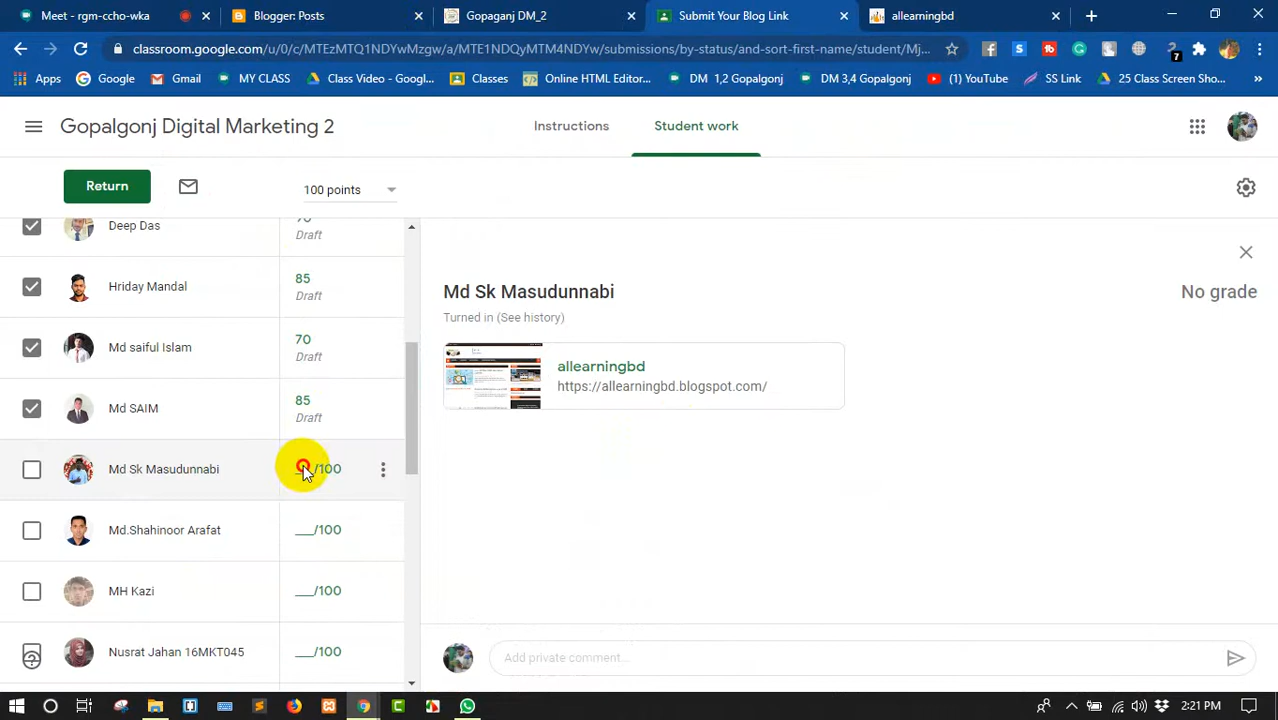 Meet - rgm-ccho-wka
Blogger: Posts
Gopaganj DM_2
Submit Your Blog Link
allearningbd
classroom.google.com/u/0/c/MTEzMTQ1NDYwMzgw/a/MTE1NDQyMTM4NDYw/submissions/by-status/and-sort-first-name/student/Mj...
Apps
Google
Gmail
MY CLASS
Class Video - Googl...
Classes
Online HTML Editor...
DM 1,2 Gopalgonj
DM 3,4 Gopalgonj
(1) YouTube
SS Link
25 Class Screen Sho...
Gopalgonj Digital Marketing 2
Instructions
Student work
Return
100 points
Deep Das
Draft
Hriday Mandal
85
Draft
Md saiful Islam
70
Draft
Md SAIM
85
Draft
Md Sk Masudunnabi
/100
Md.Shahinoor Arafat
___/100
MH Kazi
___/100
Nusrat Jahan 16MKT045
___/100
Md Sk Masudunnabi
No grade
Turned in (See history)
allearningbd
https://allearningbd.blogspot.com/
Add private comment...
2:21 PM